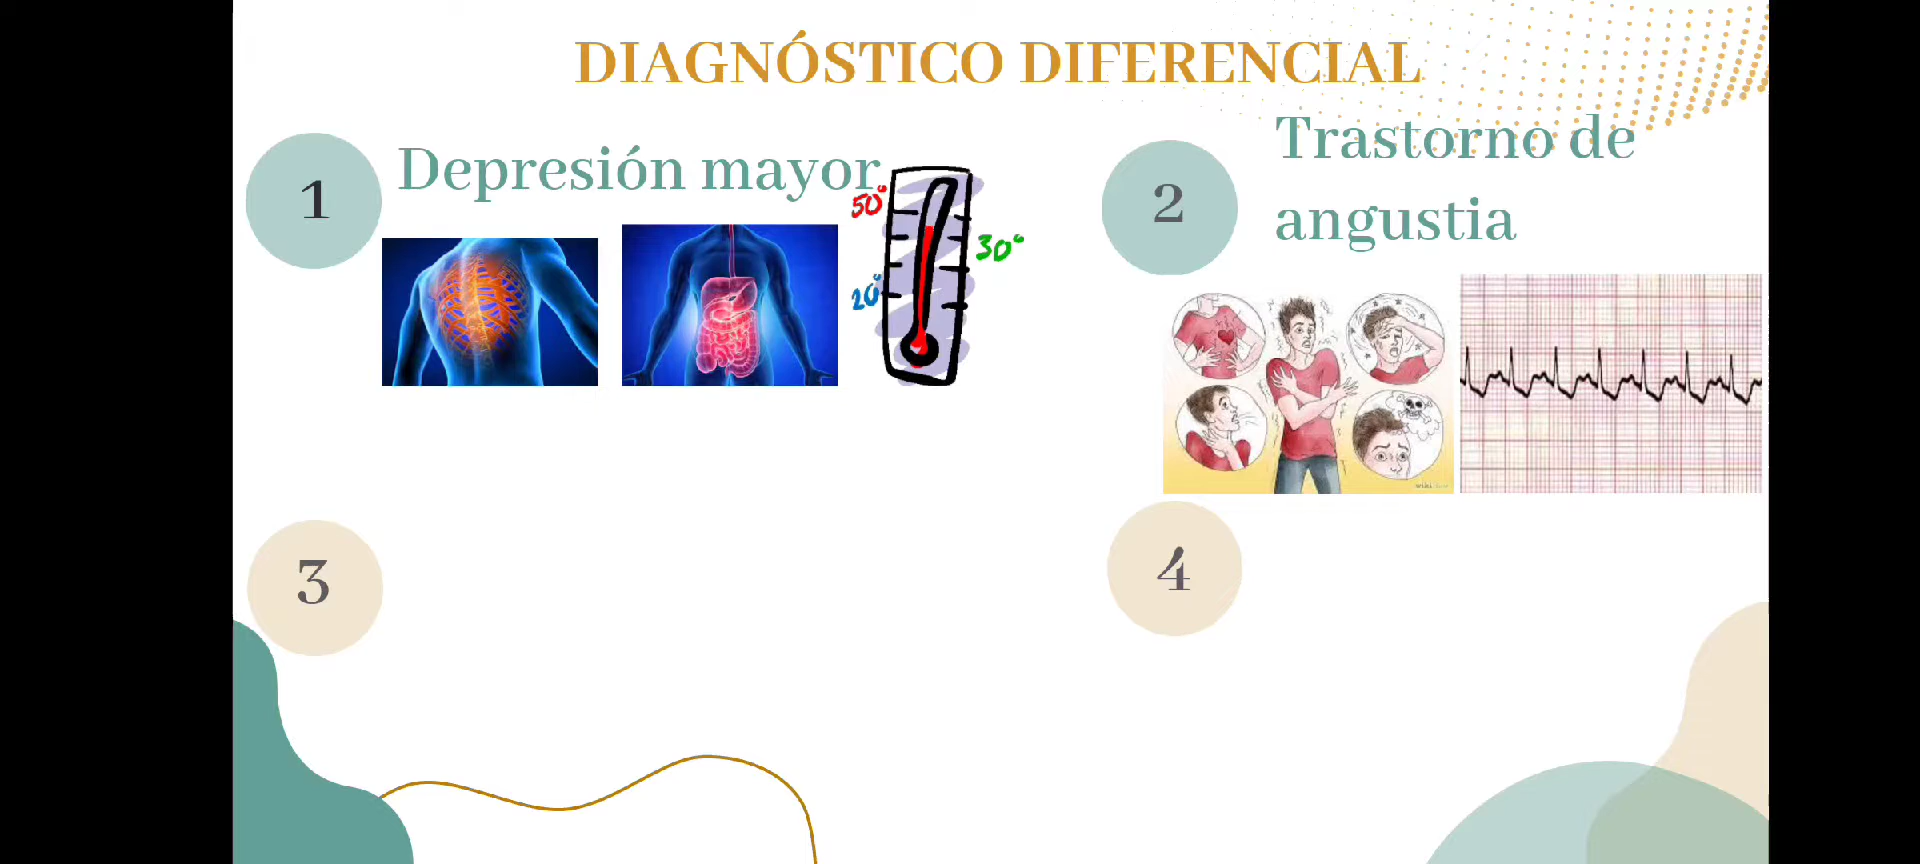 DIAGNÓSTICO DIFERENCIAL
1
Depresión mayor
50°
30°
20°
2
Trastorno de
angustia
3
4